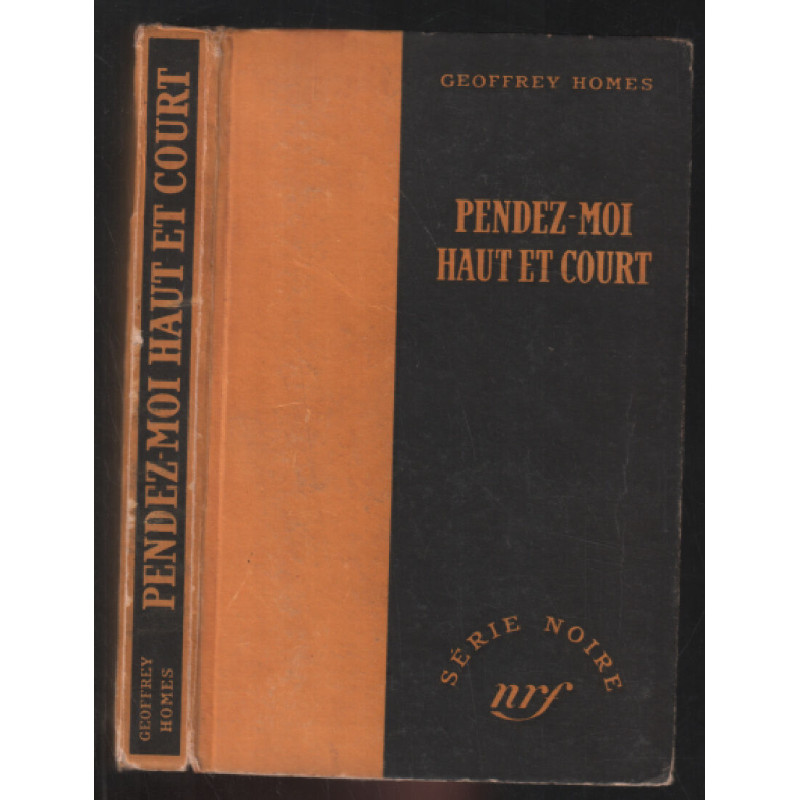 PENDEZ-MOI HAUT ET COURT
GEOFFREY
HOMES
GEOFFREY HOMES
PENDEZ-MOI
HAUT ET COURT
SÉRIE NOIRE
nrf